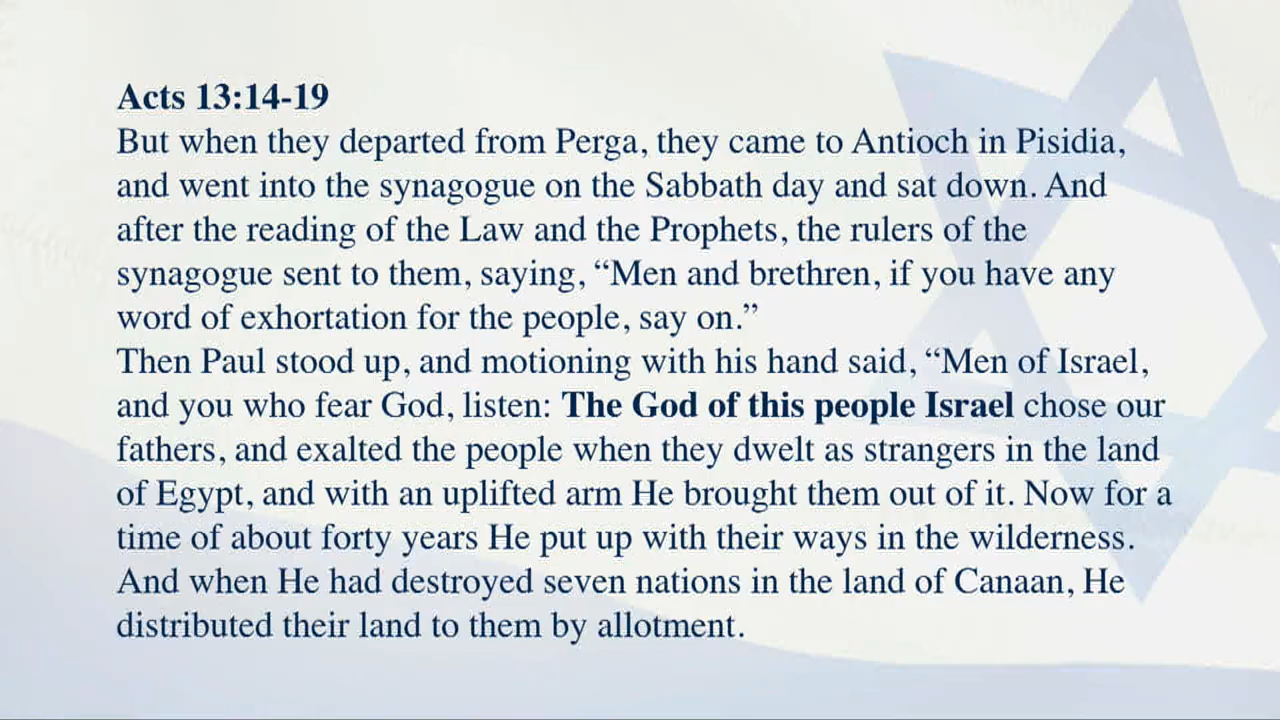 Acts 13:14-19
But when they departed from Perga, they came to Antioch in Pisidia,
and went into the synagogue on the Sabbath day and sat down. And
after the reading of the Law and the Prophets, the rulers of the
synagogue sent to them, saying, “Men and brethren, if you have any
word of exhortation for the people, say on.”
Then Paul stood up, and motioning with his hand said, “Men of Israel,
and you who fear God, listen: The God of this people Israel chose our
fathers, and exalted the people when they dwelt as strangers in the land
of Egypt, and with an uplifted arm He brought them out of it. Now for a
time of about forty years He put up with their ways in the wilderness.
And when He had destroyed seven nations in the land of Canaan, He
distributed their land to them by allotment.